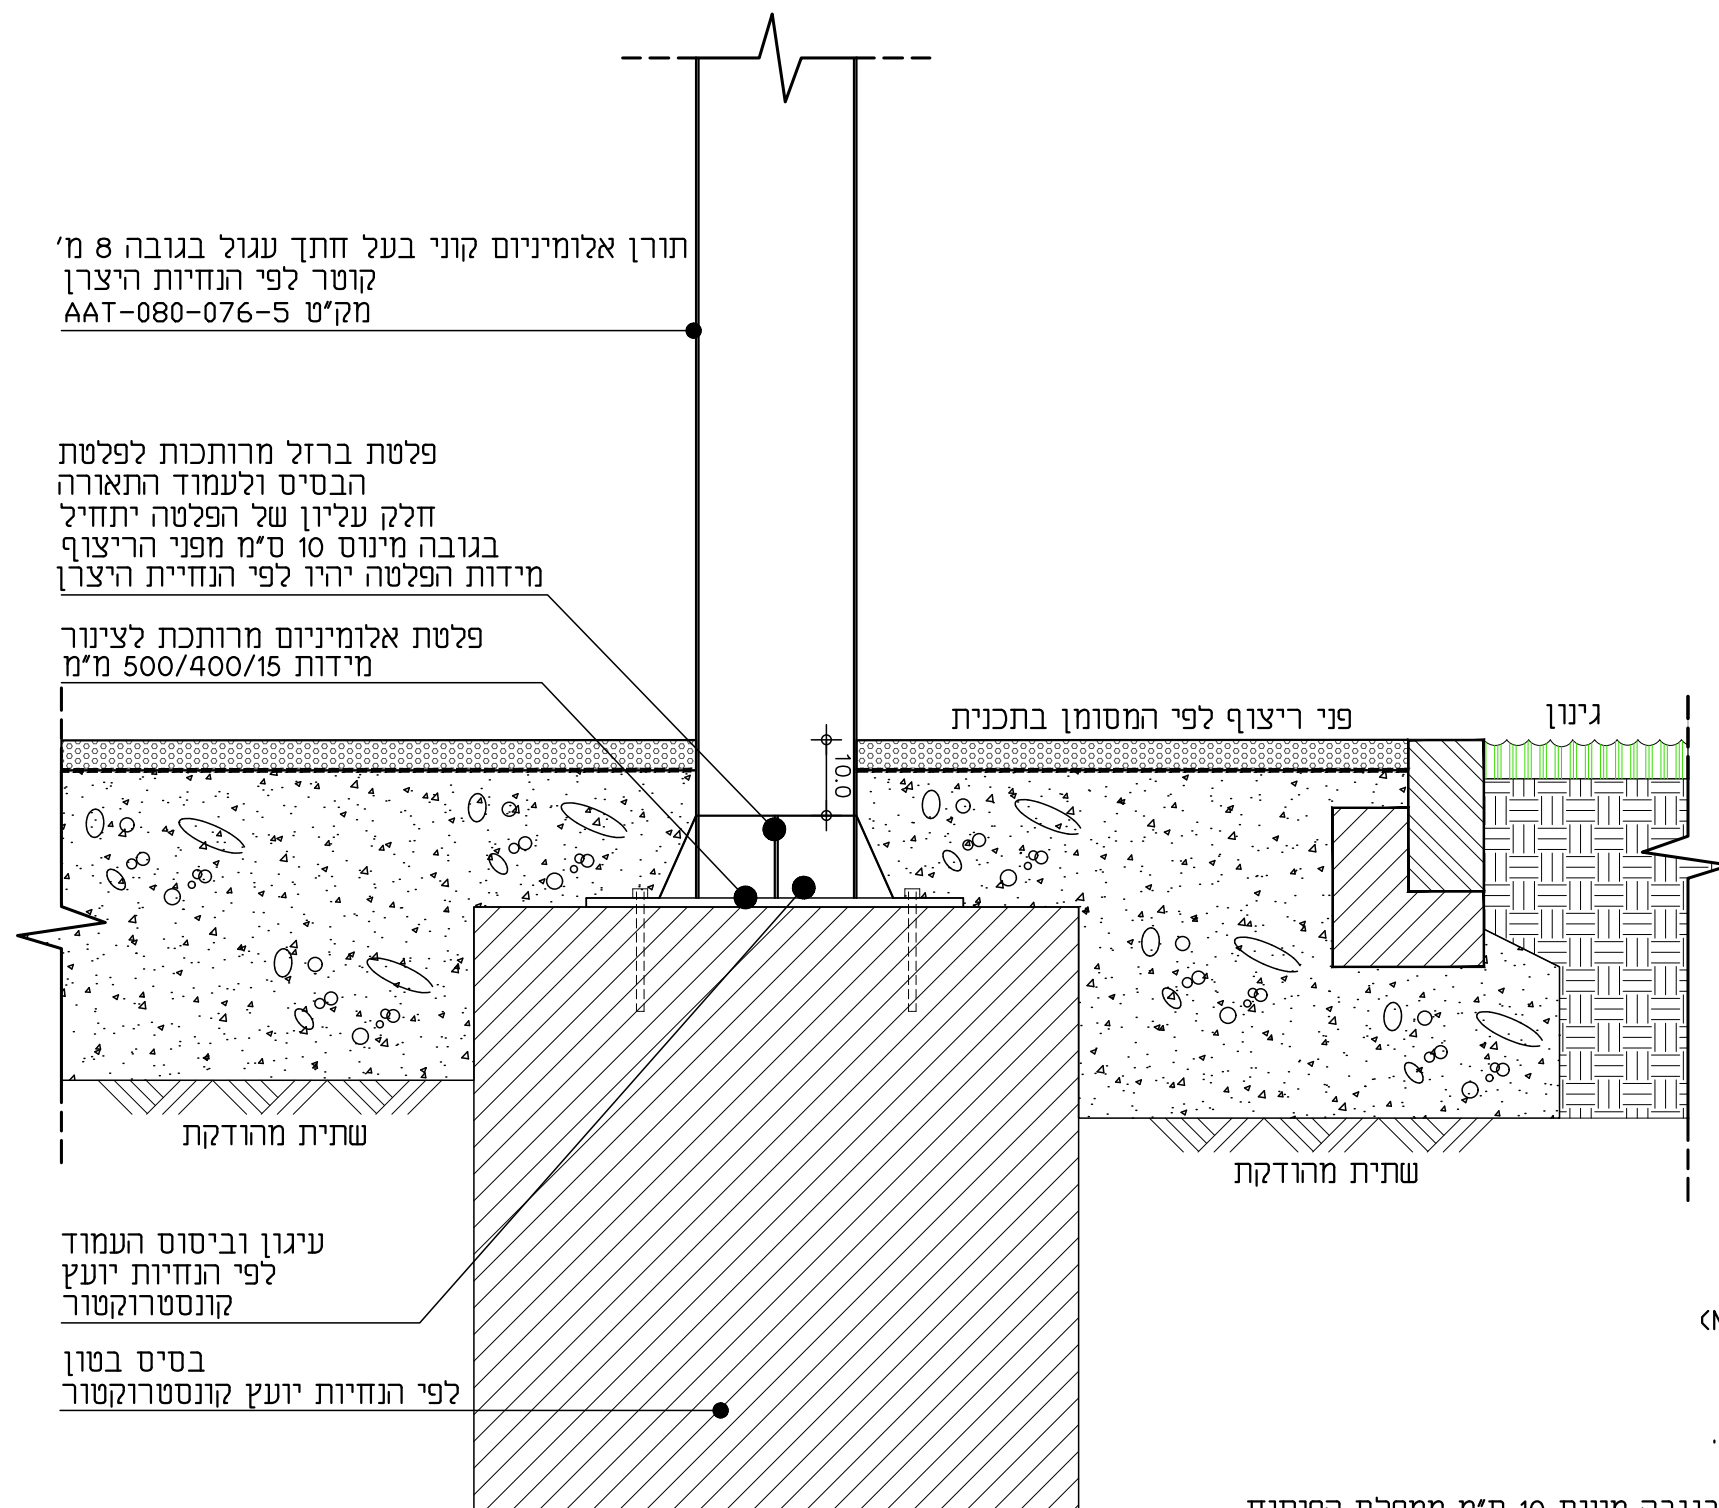 תורן אלומיניום קוני בעל חתך עגול בגובה 8 מ'
קוטר לפי הנחיות היצרן
מק"ט AAT-080-076-5
פלטת ברזל מרותכות לפלטת
הבסיס ולעמוד התאורה
חלק עליון של הפלטה יתחיל
בגובה מינוס 10 ס"מ מפני הריצוף
מידות הפלטה יהיו לפי הנחיית היצרן
פלטת אלומיניום מרותכת לצינור
מידות 500/400/15 מ"מ
פני ריצוף לפי המסומן בתכנית
גינון
10.0
שתית מהודקת
שתית מהודקת
עיגון וביסוס העמוד
לפי הנחיות יועץ
קונסטרוקטור
בסיס בטון
לפי הנחיות יועץ קונסטרוקטור